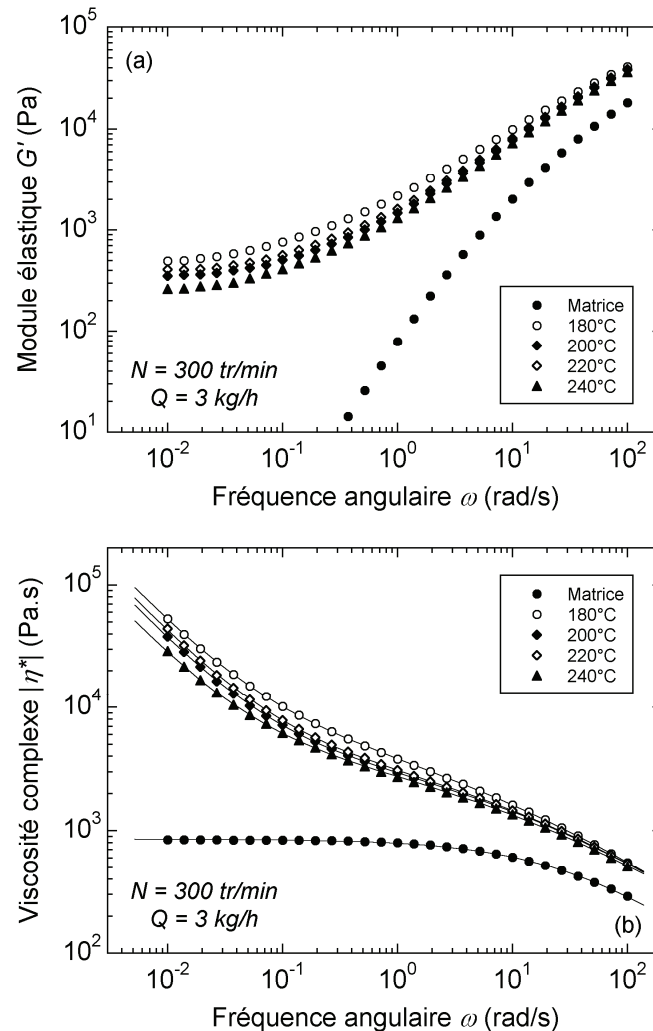 10^5
(a)
10^4
10^3
10^2
10^1
Module élastique G' (Pa)
Matrice
180°C
200°C
220°C
240°C
N = 300 tr/min
Q = 3 kg/h
10^-2 10^-1 10^0 10^1 10^2
Fréquence angulaire ω (rad/s)
10^5
10^4
10^3
10^2
Viscosité complexe |η*| (Pa.s)
Matrice
180°C
200°C
220°C
240°C
N = 300 tr/min
Q = 3 kg/h
(b)
10^-2 10^-1 10^0 10^1 10^2
Fréquence angulaire ω (rad/s)